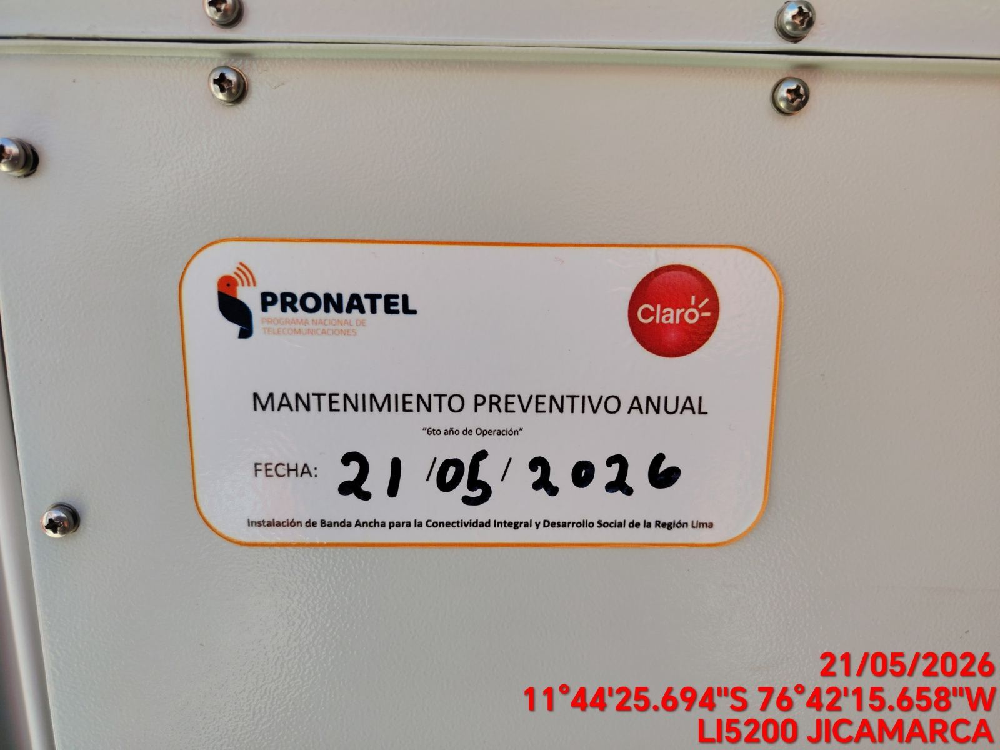 PRONATEL
PROGRAMA NACIONAL DE
TELECOMUNICACIONES
Claro
MANTENIMIENTO PREVENTIVO ANUAL
"6to año de Operación"
FECHA: 21/05/2026
Instalación de Banda Ancha para la Conectividad Integral y Desarrollo Social de la Región Lima
21/05/2026
11°44'25.694"S 76°42'15.658"W
LI5200 JICAMARCA